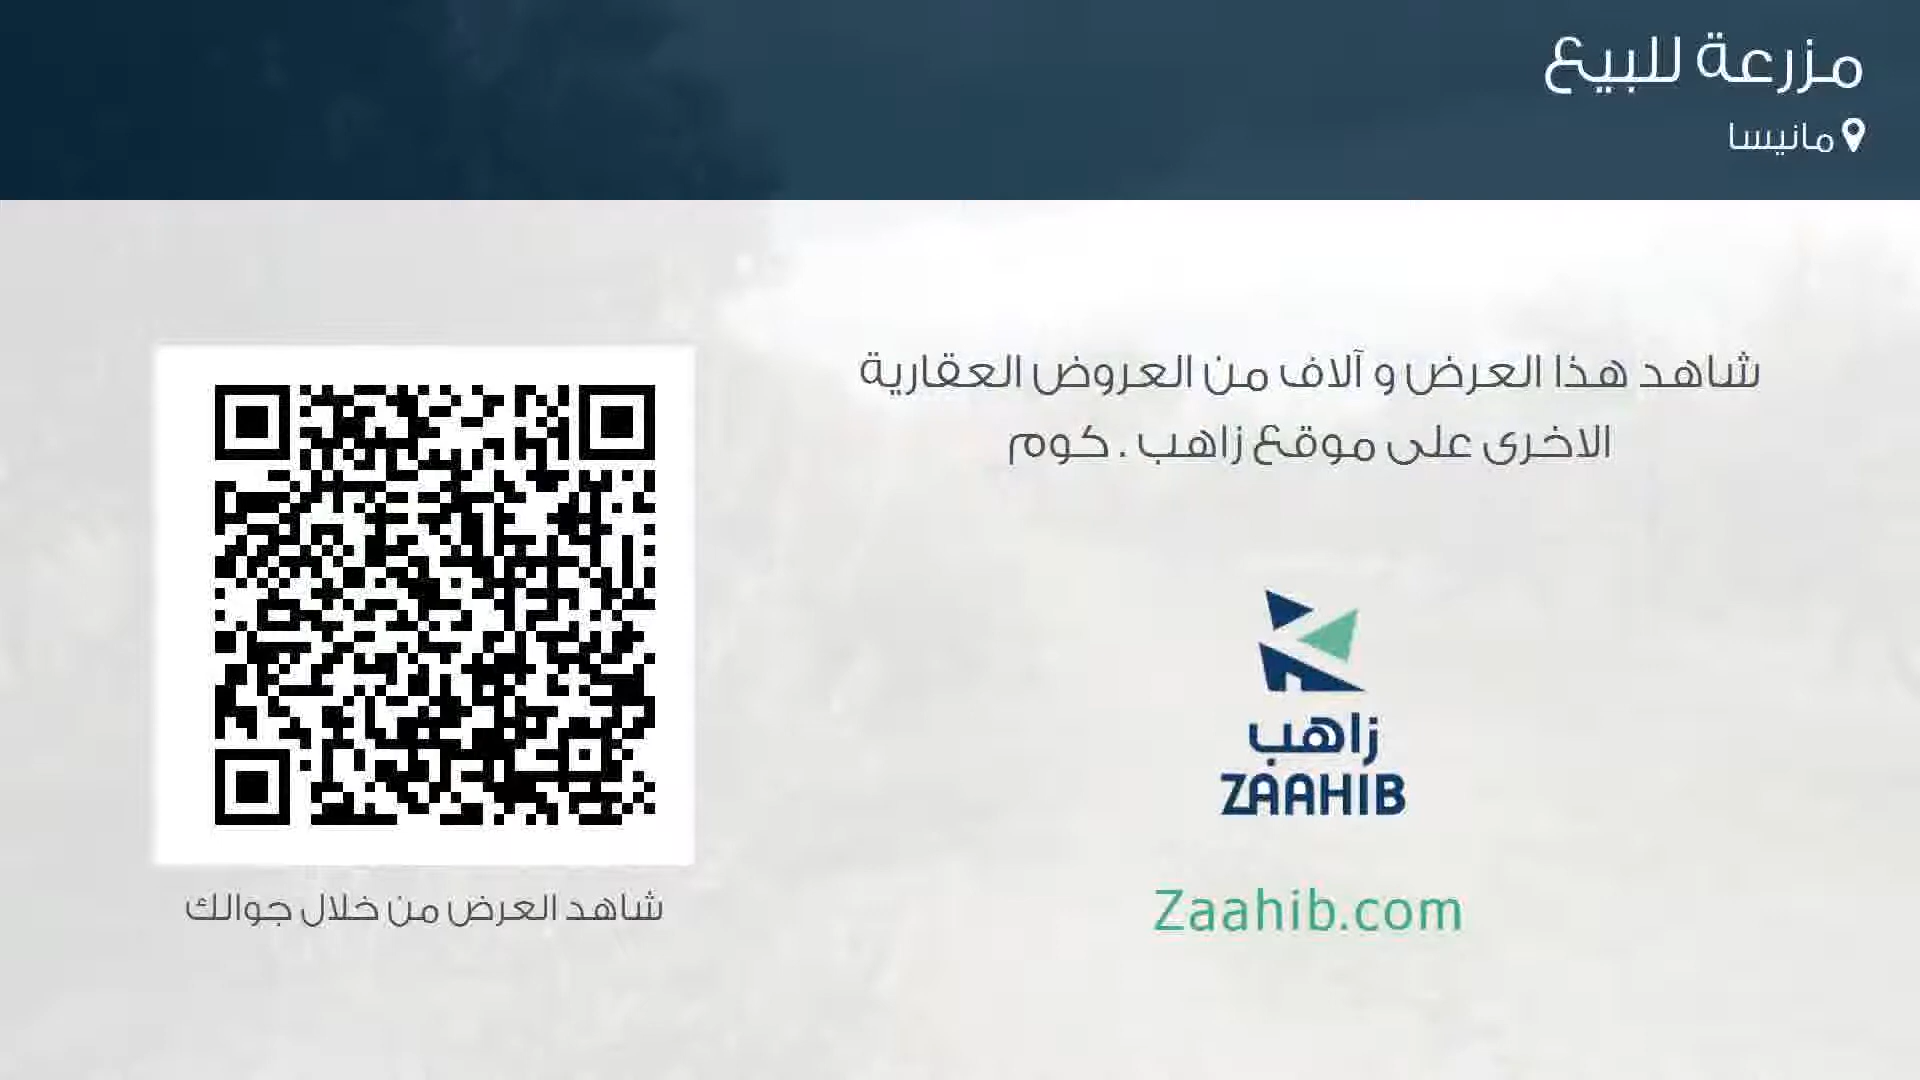 مزرعة للبيع
مانيسا
شاهد هذا العرض و آلاف من العروض العقارية
الاخرى على موقع زاهب . كوم
زاهب
ZAAHIB
Zaahib.com
شاهد العرض من خلال جوالك